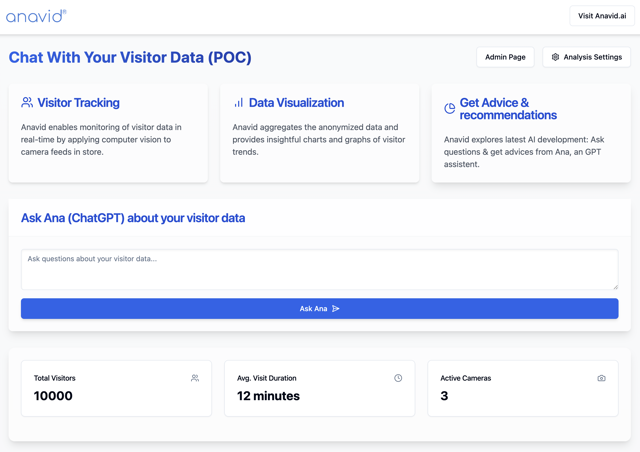 anavid®
Visit Anavid.ai
Chat With Your Visitor Data (POC)
Admin Page
Analysis Settings
Visitor Tracking
Anavid enables monitoring of visitor data in
real-time by applying computer vision to
camera feeds in store.
Data Visualization
Anavid aggregates the anonymized data and
provides insightful charts and graphs of visitor
trends.
Get Advice &
recommendations
Anavid explores latest AI development: Ask
questions & get advices from Ana, an GPT
assistent.
Ask Ana (ChatGPT) about your visitor data
Ask questions about your visitor data...
Ask Ana
Total Visitors
10000
Avg. Visit Duration
12 minutes
Active Cameras
3